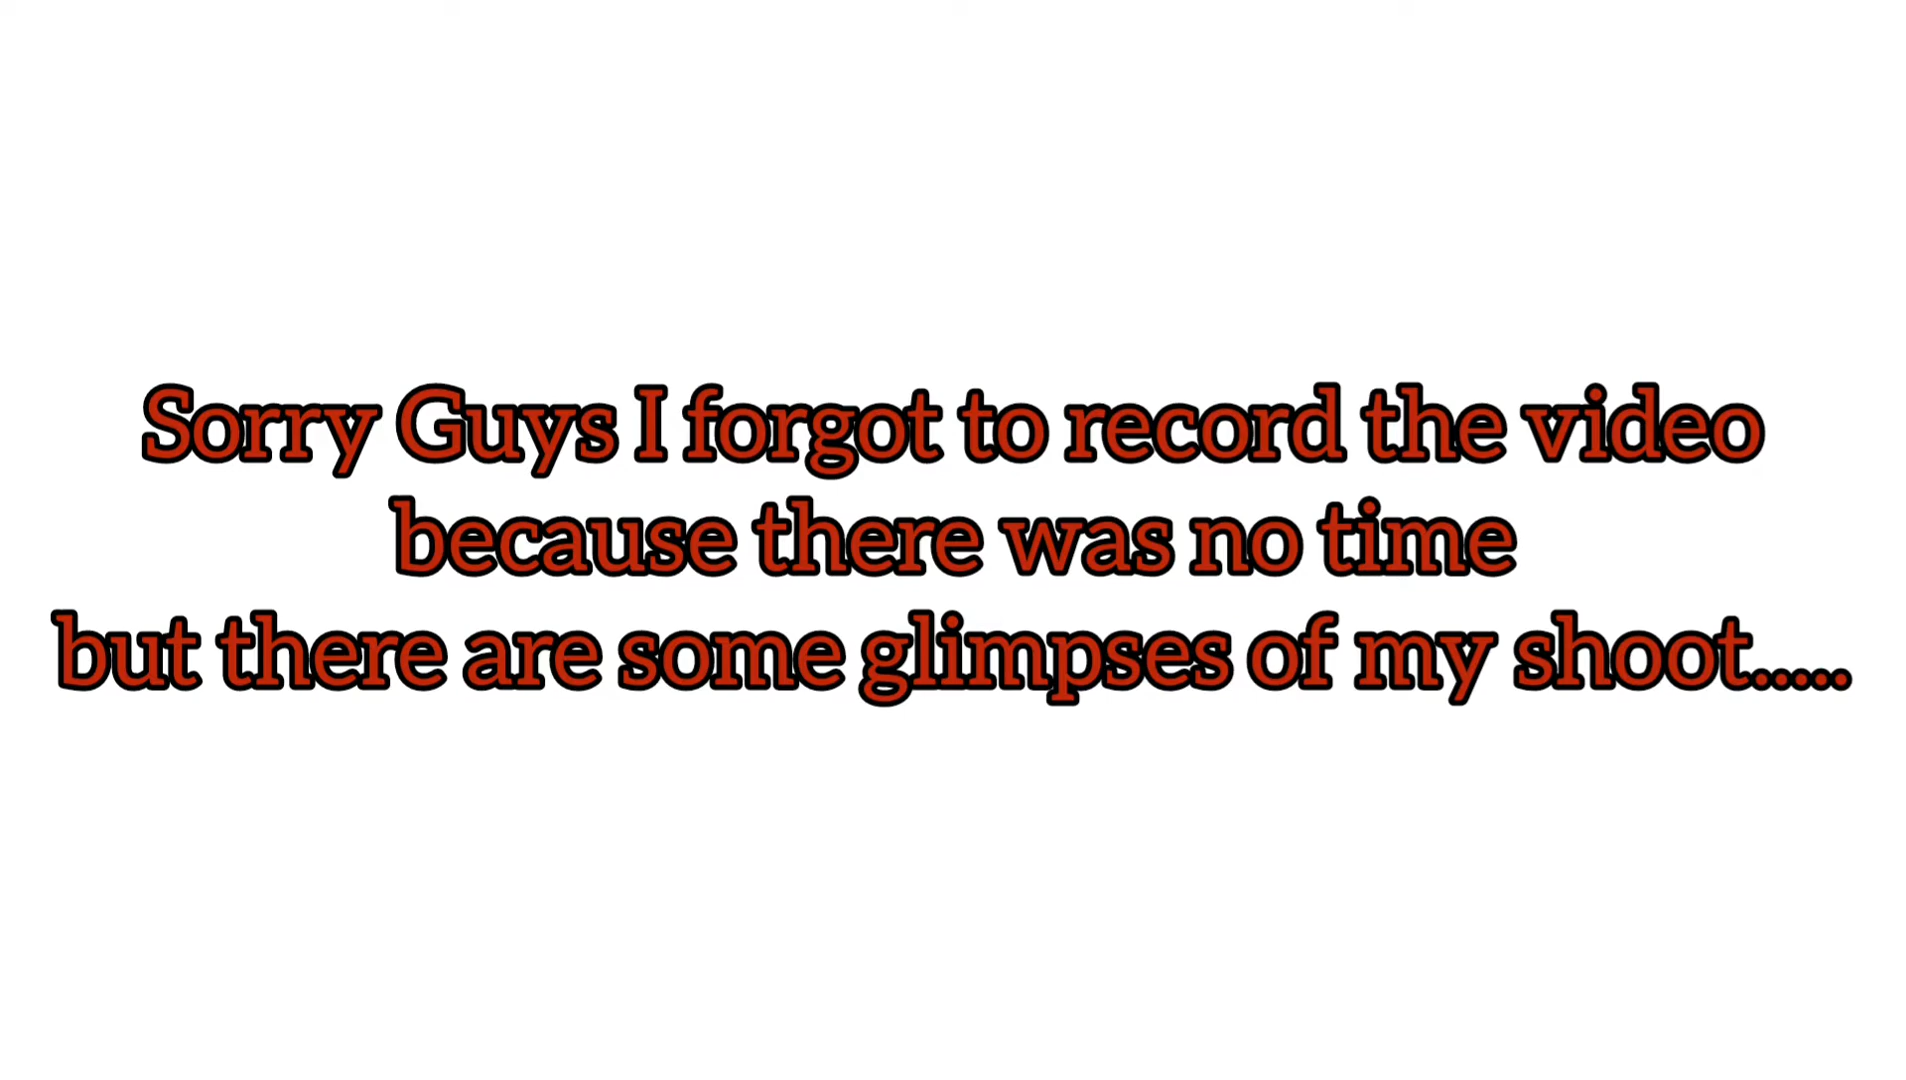 Sorry Guys I forgot to record the video
because there was no time
but there are some glimpses of my shoot.....